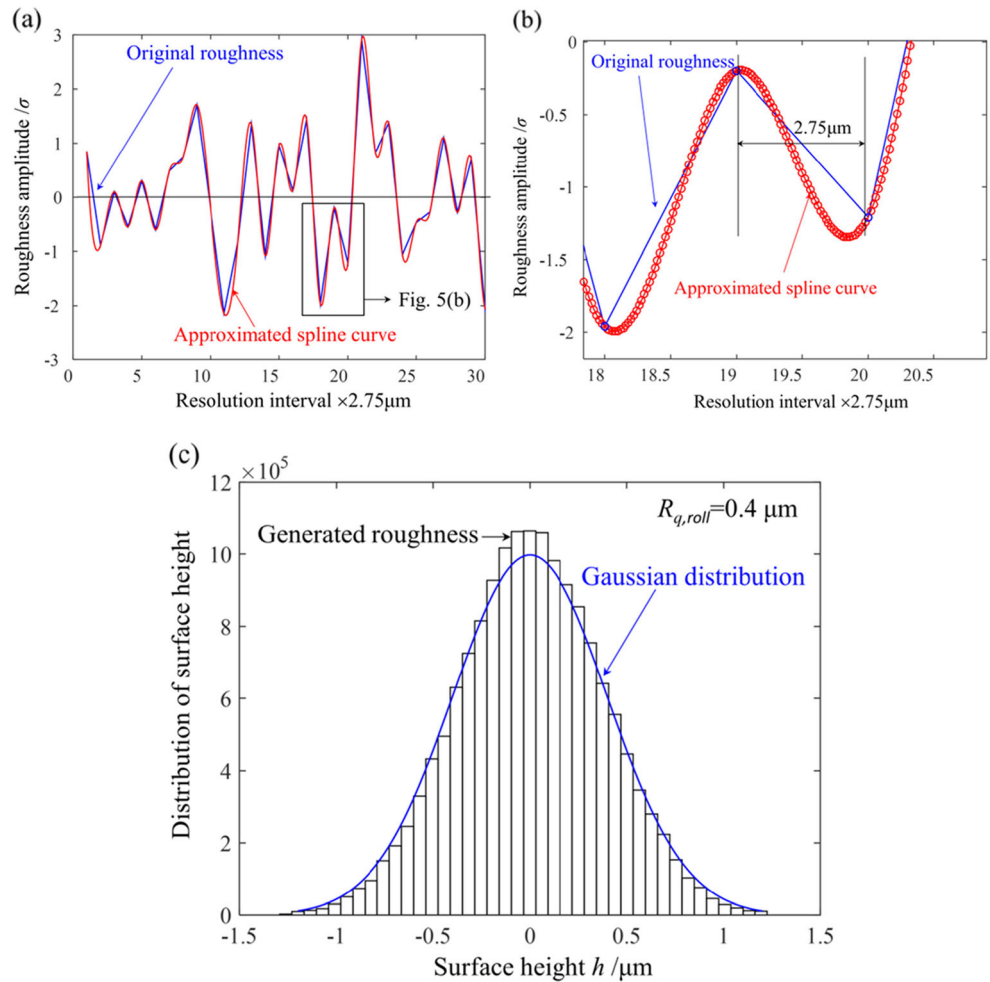 (a)
Original roughness
3
2
1
0
-1
-2
-3
Roughness amplitude /σ
Fig. 5(b)
Approximated spline curve
0 5 10 15 20 25 30
Resolution interval ×2.75μm
(b)
0
-0.5
-1
-1.5
-2
Roughness amplitude /σ
Original roughness
2.75μm
Approximated spline curve
18 18.5 19 19.5 20 20.5
Resolution interval ×2.75μm
(c)
×10⁵
12
10
8
6
4
2
0
Distribution of surface height
Rq,roll=0.4 μm
Generated roughness
Gaussian distribution
-1.5 -1 -0.5 0 0.5 1 1.5
Surface height h /μm